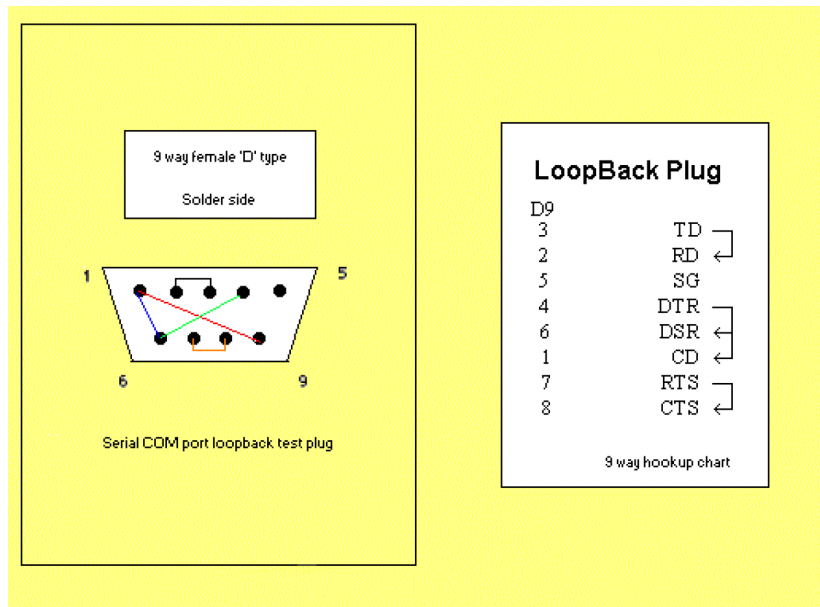 9 way female 'D' type
Solder side
1
5
6
9
Serial COM port loopback test plug
LoopBack Plug
D9
3 TD
2 RD
5 SG
4 DTR
6 DSR
1 CD
7 RTS
8 CTS
9 way hookup chart